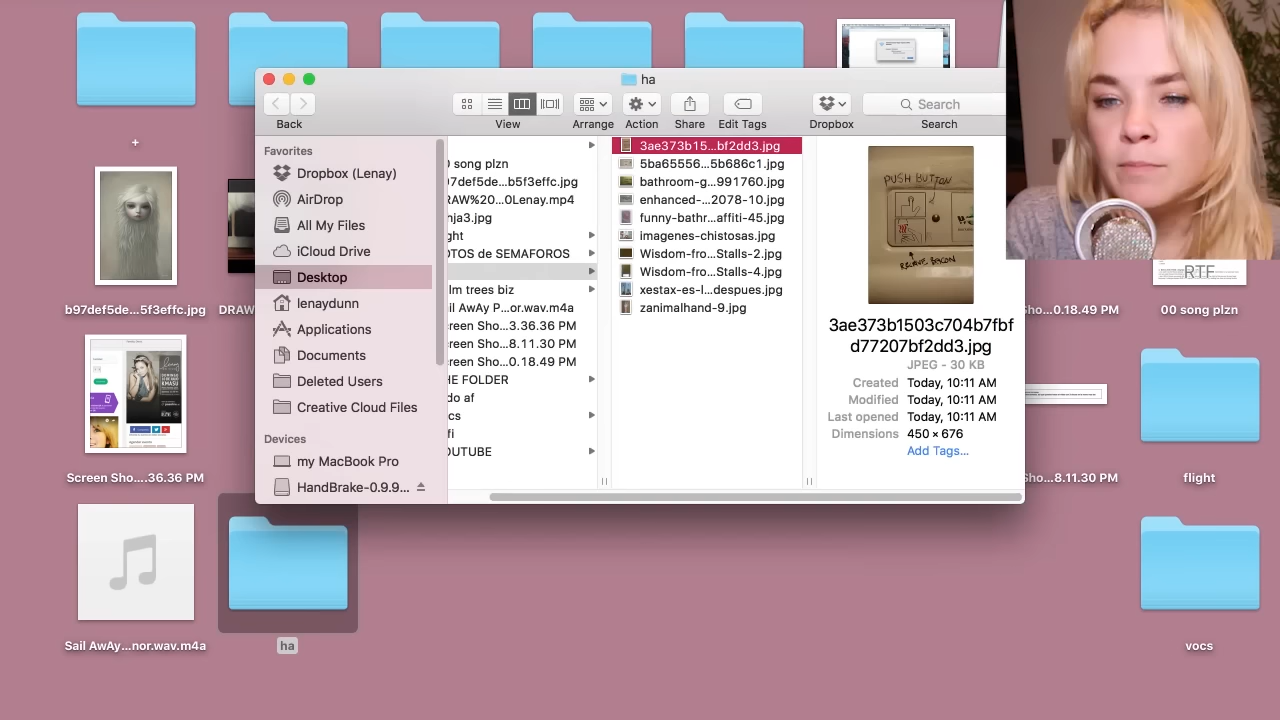 ha
Back
View
Arrange
Action
Share
Edit Tags
Dropbox
Search
Search
Favorites
Dropbox (Lenay)
AirDrop
All My Files
iCloud Drive
Desktop
lenaydunn
Applications
Documents
Deleted Users
Creative Cloud Files
Devices
my MacBook Pro
HandBrake-0.9.9...
song plzn
97def5de...b5f3effc.jpg
RAW%20...0Lenay.mp4
nja3.jpg
ght
OTOS de SEMAFOROS
lm fees biz
il AwAy P...or.wav.m4a
reen Sho...3.36.36 PM
reen Sho...8.11.30 PM
reen Sho...0.18.49 PM
HE FOLDER
do af
cs
fi
OUTUBE
3ae373b15...bf2dd3.jpg
5ba65556...5b686c1.jpg
bathroom-g...991760.jpg
enhanced-...2078-10.jpg
funny-bathr...affiti-45.jpg
imagenes-chistosas.jpg
Wisdom-fro...Stalls-2.jpg
Wisdom-fro...Stalls-4.jpg
xestax-es-l...despues.jpg
zanimalhand-9.jpg
PUSH BUTTON
RECEIVE BACON
3ae373b1503c704b7fbf
d77207bf2dd3.jpg
JPEG - 30 KB
Created Today, 10:11 AM
Modified Today, 10:11 AM
Last opened Today, 10:11 AM
Dimensions 450 × 676
Add Tags...
+
b97def5de...5f3effc.jpg
DRAW
Sho...0.18.49 PM
RTF
00 song plzn
Screen Sho....36.36 PM
Sho...8.11.30 PM
flight
Sail AwAy...nor.wav.m4a
ha
vocs